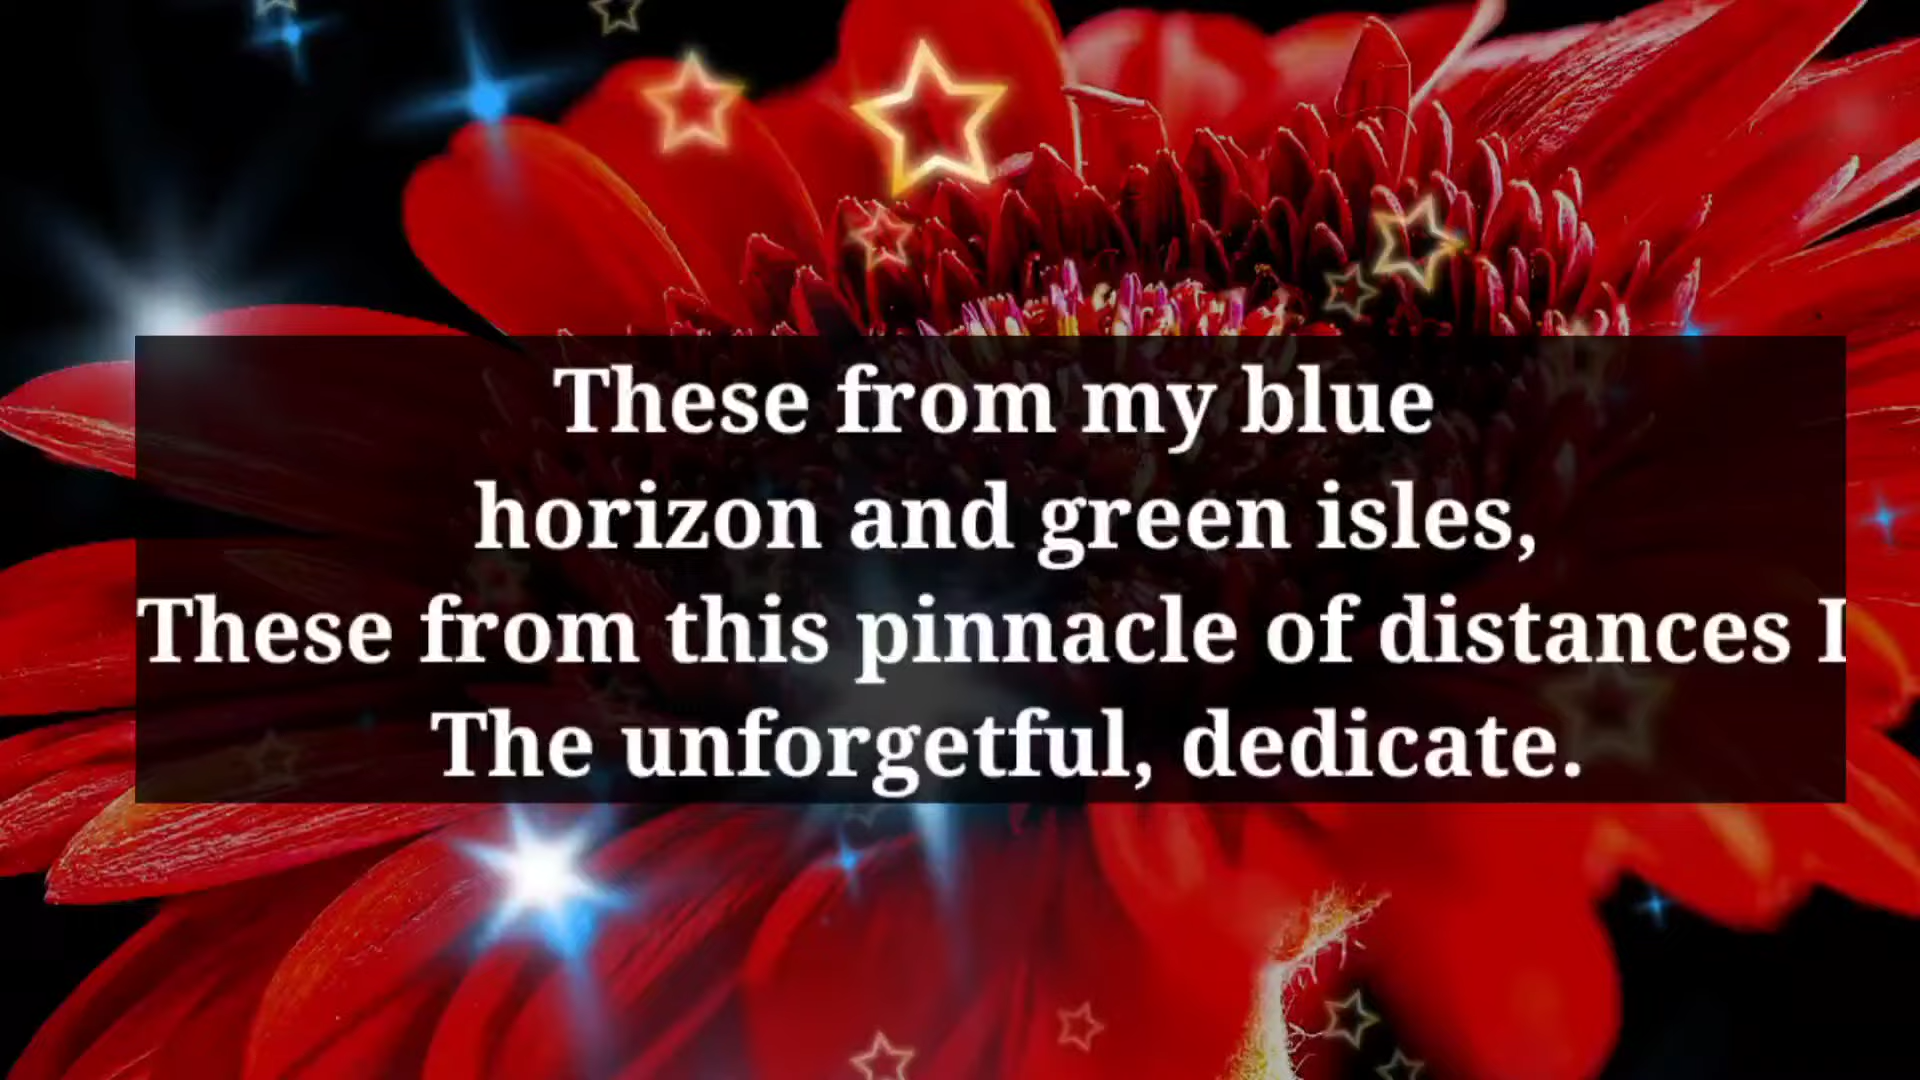 These from my blue
horizon and green isles,
These from this pinnacle of distances I
The unforgetful, dedicate.